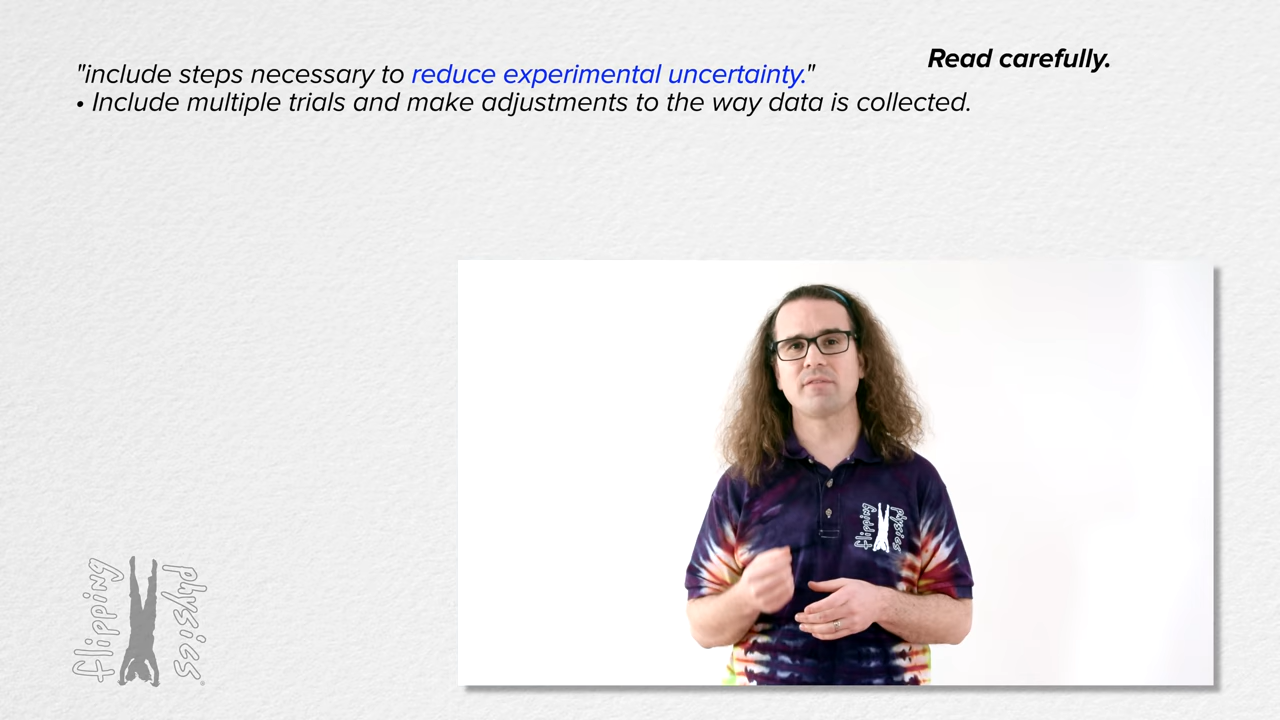 Read carefully.
"include steps necessary to reduce experimental uncertainty."
• Include multiple trials and make adjustments to the way data is collected.
flipping physics
flipping physics